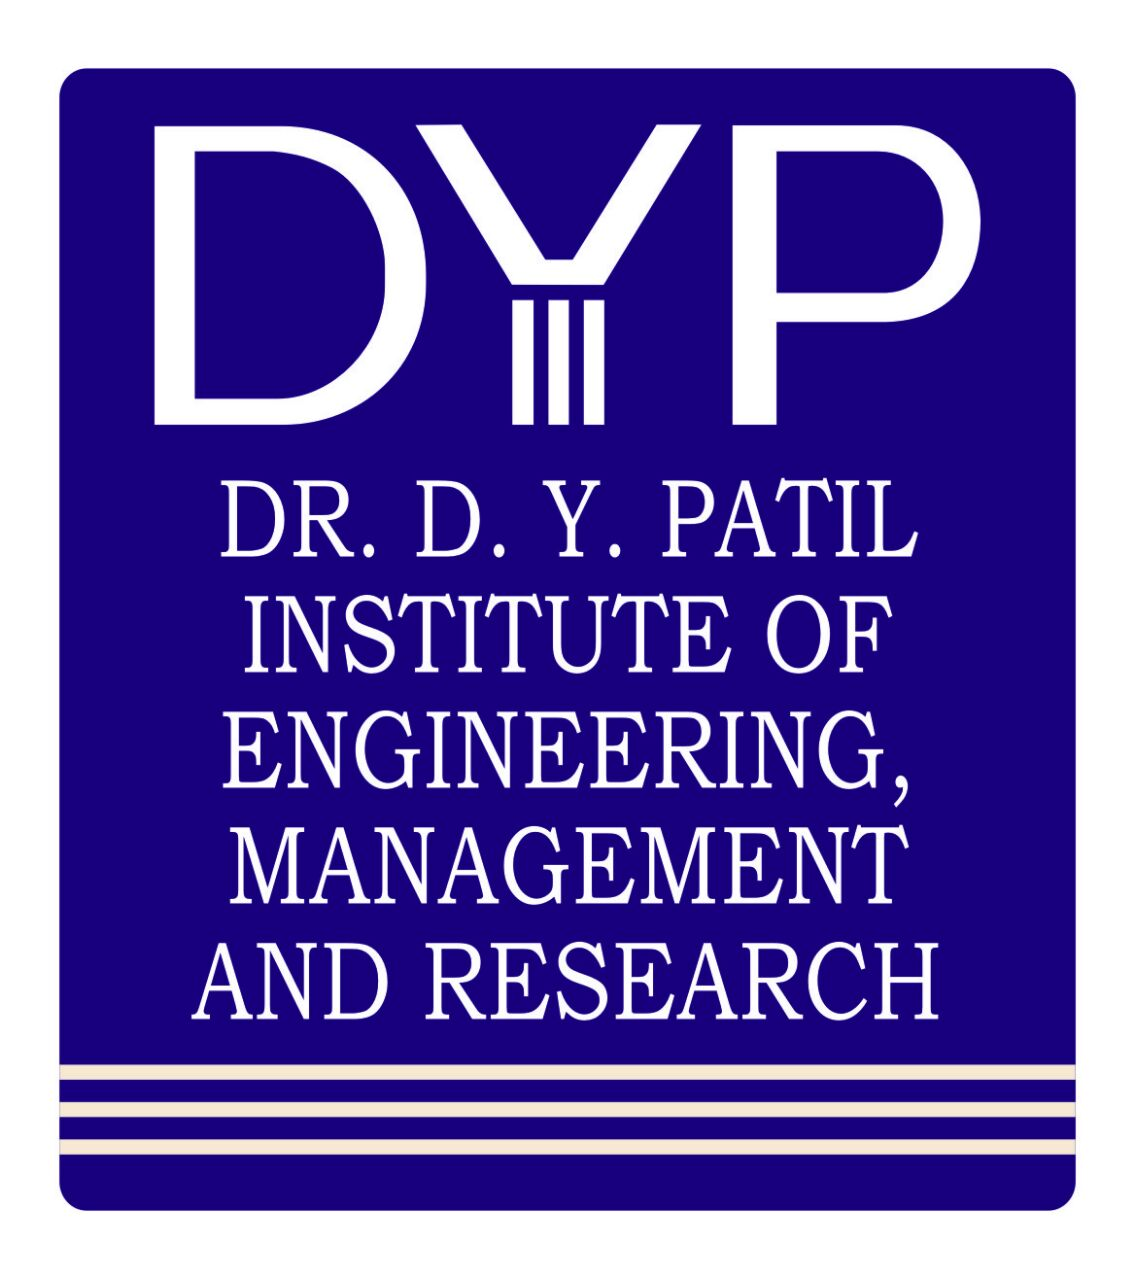 DYP
DR. D. Y. PATIL
INSTITUTE OF
ENGINEERING,
MANAGEMENT
AND RESEARCH